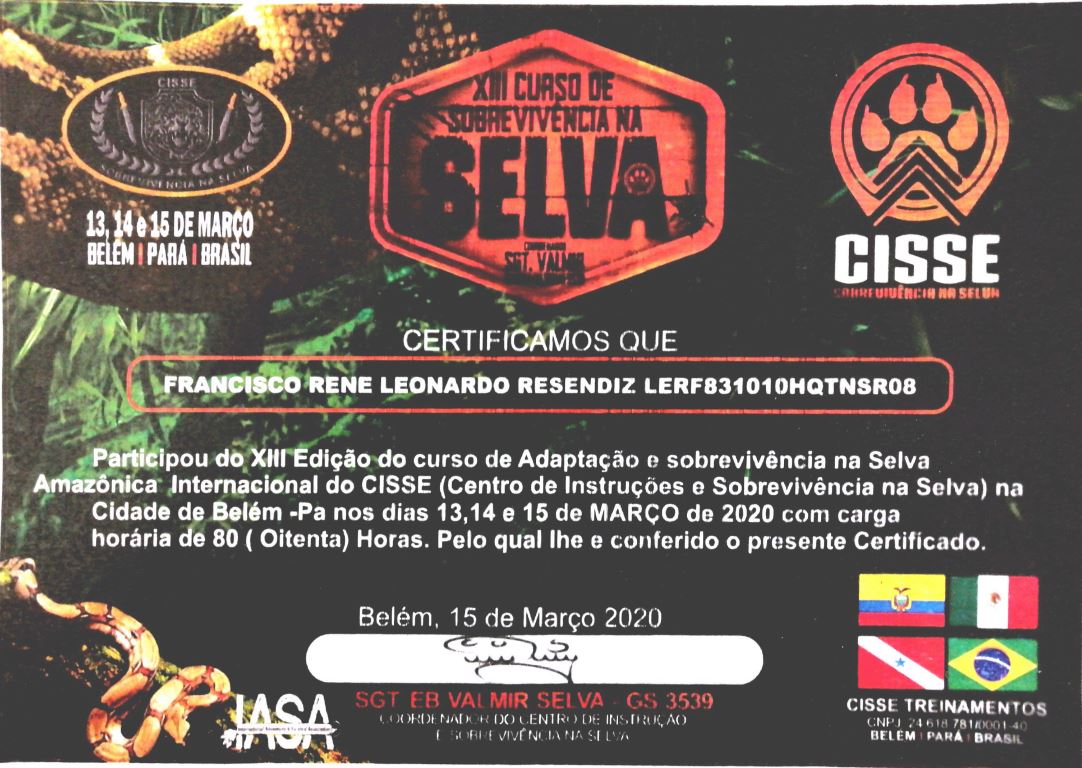 CISSE
SOBREVIVÊNCIA NA SELVA
13, 14 e 15 DE MARÇO
BELÉM | PARÁ | BRASIL
XIII CURSO DE
SOBREVIVÊNCIA NA
SELVA
SGT. VALMIR
CISSE
SOBREVIVÊNCIA NA SELVA
CERTIFICAMOS QUE
FRANCISCO RENE LEONARDO RESENDIZ LERF831010HQTNSR08
Participou do XIII Edição do curso de Adaptação e sobrevivência na Selva
Amazônica Internacional do CISSE (Centro de Instruções e Sobrevivência na Selva) na
Cidade de Belém -Pa nos dias 13,14 e 15 de MARÇO de 2020 com carga
horária de 80 ( Oitenta) Horas. Pelo qual lhe e conferido o presente Certificado.
Belém, 15 de Março 2020
SGT EB VALMIR SELVA - GS 3539
COORDENADOR DO CENTRO DE INSTRUÇÃO
E SOBREVIVÊNCIA NA SELVA
IASA
CISSE TREINAMENTOS
CNPJ 24 618 781/0001-40
BELÉM | PARÁ | BRASIL